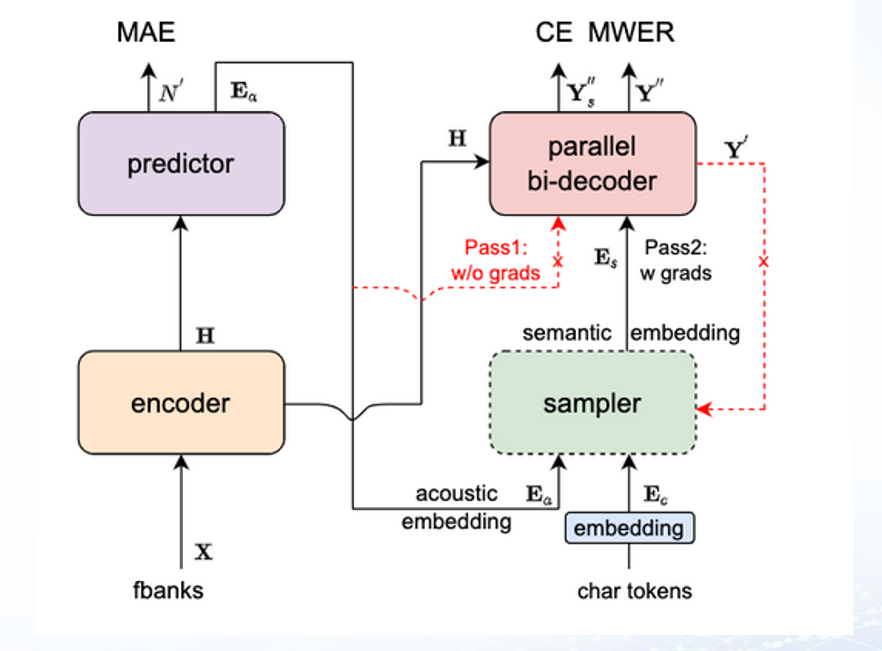 MAE
CE MWER
N′
E_a
Y″_s
Y″
predictor
H
parallel
bi-decoder
Y′
Pass1:
w/o grads
E_s
Pass2:
w grads
H
semantic embedding
encoder
sampler
acoustic
embedding
E_a
E_c
embedding
X
fbanks
char tokens